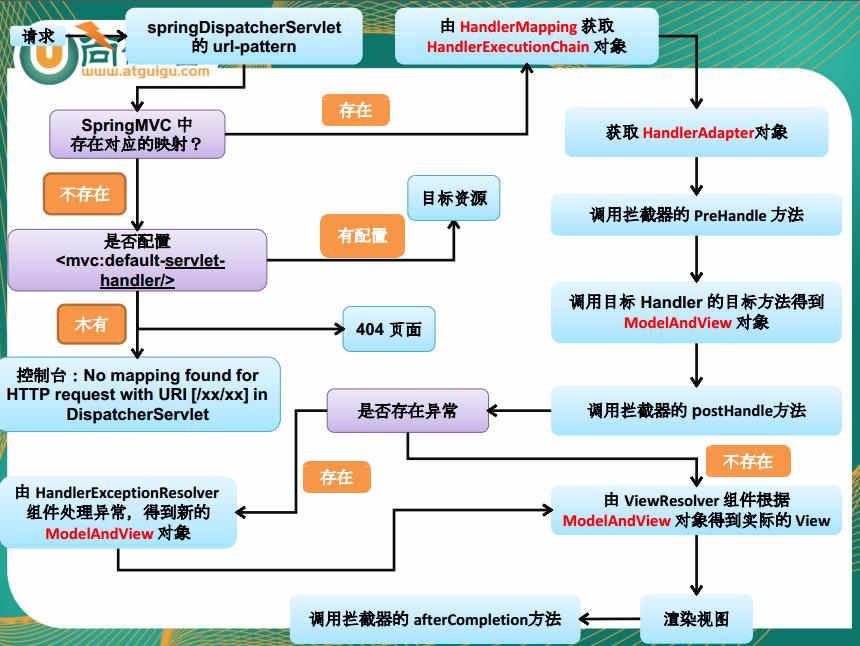 请求
springDispatcherServlet
的 url-pattern
由 HandlerMapping 获取
HandlerExecutionChain 对象
www.atguigu.com
SpringMVC 中
存在对应的映射？
存在
获取 HandlerAdapter对象
不存在
目标资源
调用拦截器的 PreHandle 方法
是否配置
<mvc:default-servlet-
handler/>
有配置
调用目标 Handler 的目标方法得到
ModelAndView 对象
木有
404 页面
控制台：No mapping found for
HTTP request with URI [/xx/xx] in
DispatcherServlet
是否存在异常
调用拦截器的 postHandle方法
存在
不存在
由 HandlerExceptionResolver
组件处理异常，得到新的
ModelAndView 对象
由 ViewResolver 组件根据
ModelAndView 对象得到实际的 View
调用拦截器的 afterCompletion方法
渲染视图